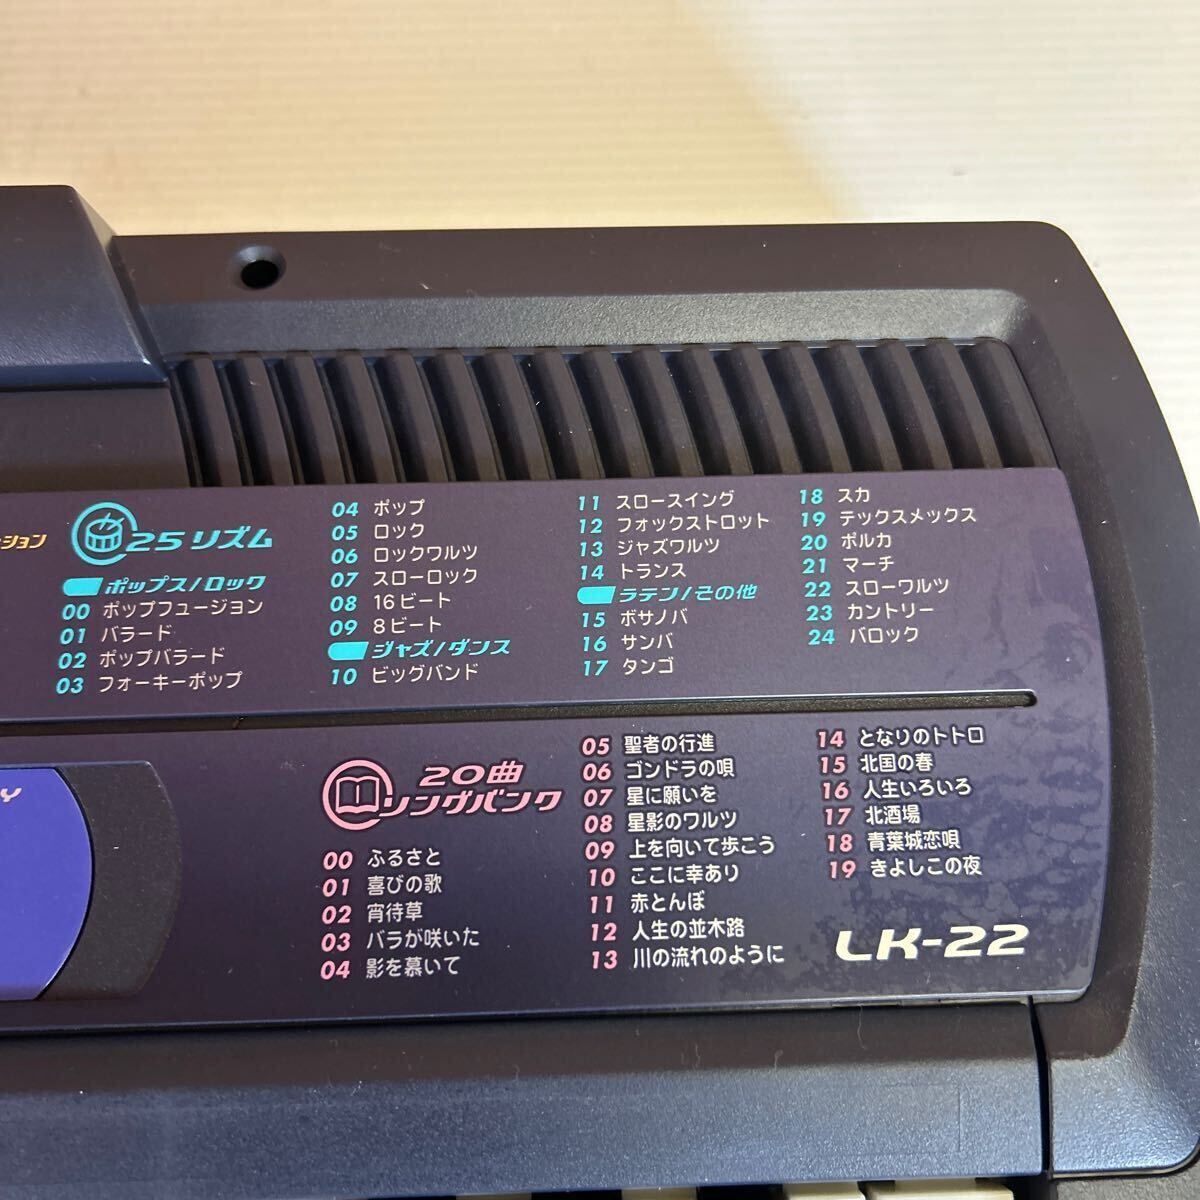 ション
25リズム
ポップス/ロック
00 ポップフュージョン
01 バラード
02 ポップバラード
03 フォーキーポップ
04 ポップ
05 ロック
06 ロックワルツ
07 スローロック
08 16ビート
09 8ビート
ジャズ/ダンス
10 ビッグバンド
11 スロースイング
12 フォックストロット
13 ジャズワルツ
14 トランス
ラテン/その他
15 ボサノバ
16 サンバ
17 タンゴ
18 スカ
19 テックスメックス
20 ポルカ
21 マーチ
22 スローワルツ
23 カントリー
24 バロック
Y
20曲
ソングバンク
00 ふるさと
01 喜びの歌
02 宵待草
03 バラが咲いた
04 影を慕いて
05 聖者の行進
06 ゴンドラの唄
07 星に願いを
08 星影のワルツ
09 上を向いて歩こう
10 ここに幸あり
11 赤とんぼ
12 人生の並木路
13 川の流れのように
14 となりのトトロ
15 北国の春
16 人生いろいろ
17 北酒場
18 青葉城恋唄
19 きよしこの夜
LK-22